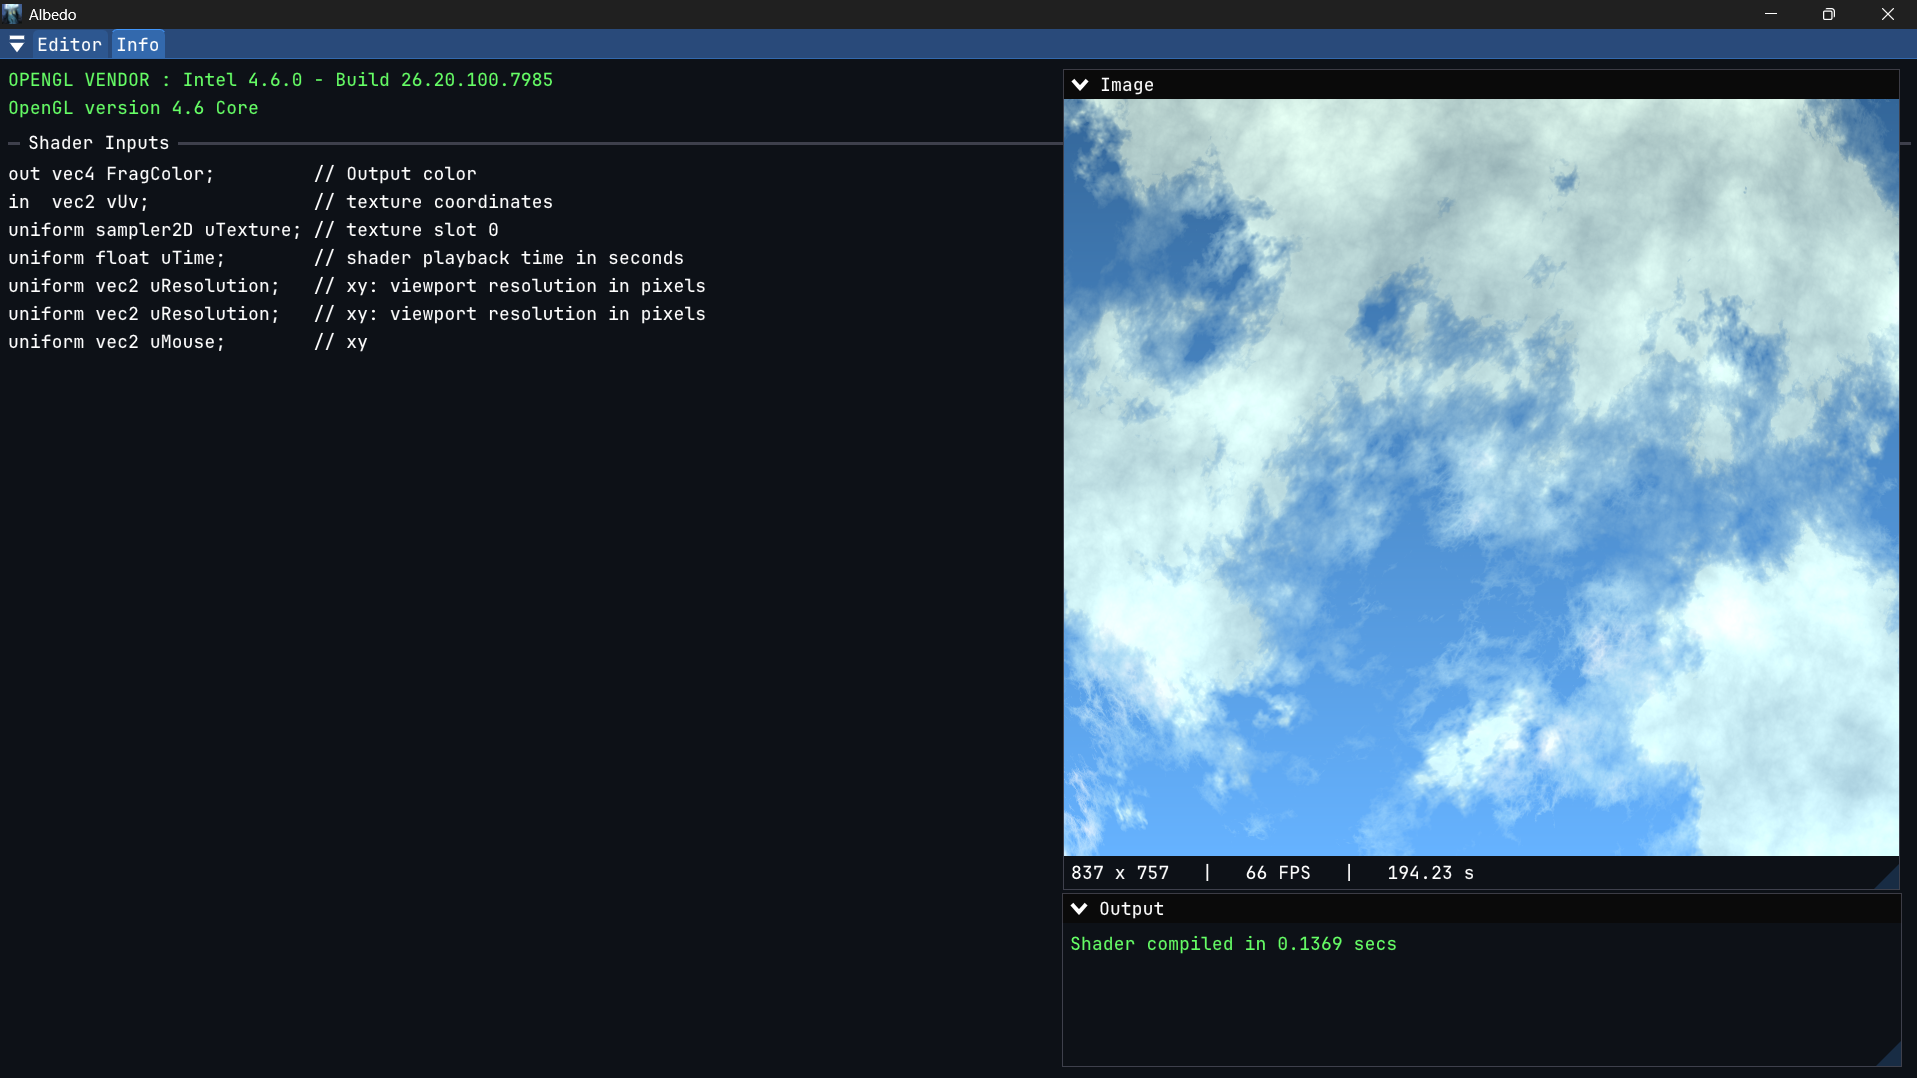 Albedo
Editor Info
OPENGL VENDOR : Intel 4.6.0 - Build 26.20.100.7985
OpenGL version 4.6 Core
Shader Inputs
out vec4 FragColor; // Output color
in vec2 vUv; // texture coordinates
uniform sampler2D uTexture; // texture slot 0
uniform float uTime; // shader playback time in seconds
uniform vec2 uResolution; // xy: viewport resolution in pixels
uniform vec2 uResolution; // xy: viewport resolution in pixels
uniform vec2 uMouse; // xy
Image
837 x 757 | 66 FPS | 194.23 s
Output
Shader compiled in 0.1369 secs